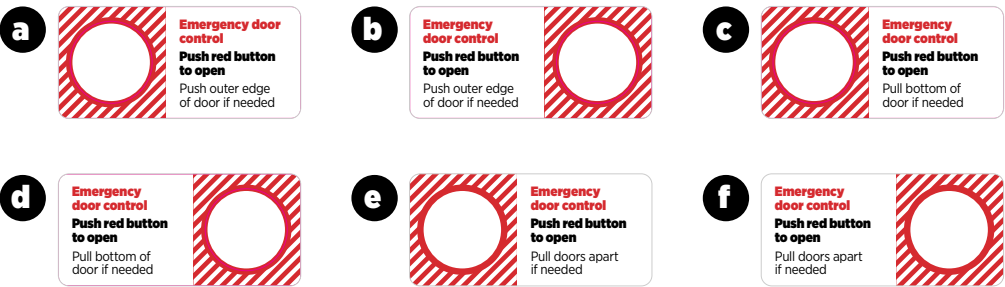 a
Emergency door
control
Push red button
to open
Push outer edge
of door if needed
b
Emergency
door control
Push red button
to open
Push outer edge
of door if needed
c
Emergency
door control
Push red button
to open
Pull bottom of
door if needed
d
Emergency
door control
Push red button
to open
Pull bottom of
door if needed
e
Emergency
door control
Push red button
to open
Pull doors apart
if needed
f
Emergency
door control
Push red button
to open
Pull doors apart
if needed